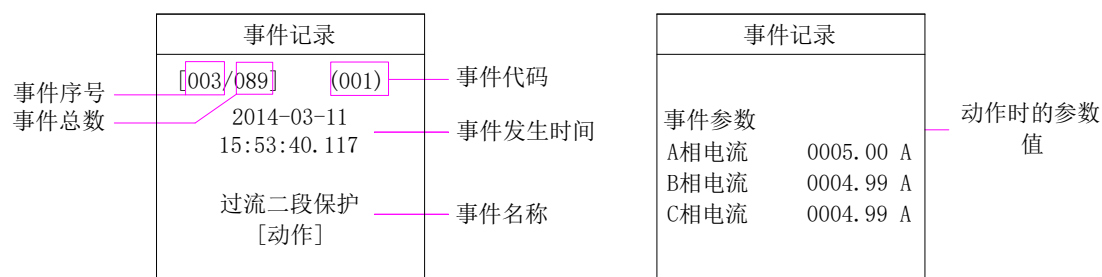 事件记录
[003/089] (001)
2014-03-11
15:53:40.117
过流二段保护
[动作]
事件序号
事件总数
事件代码
事件发生时间
事件名称
事件记录
事件参数
A相电流 0005.00 A
B相电流 0004.99 A
C相电流 0004.99 A
动作时的参数
值